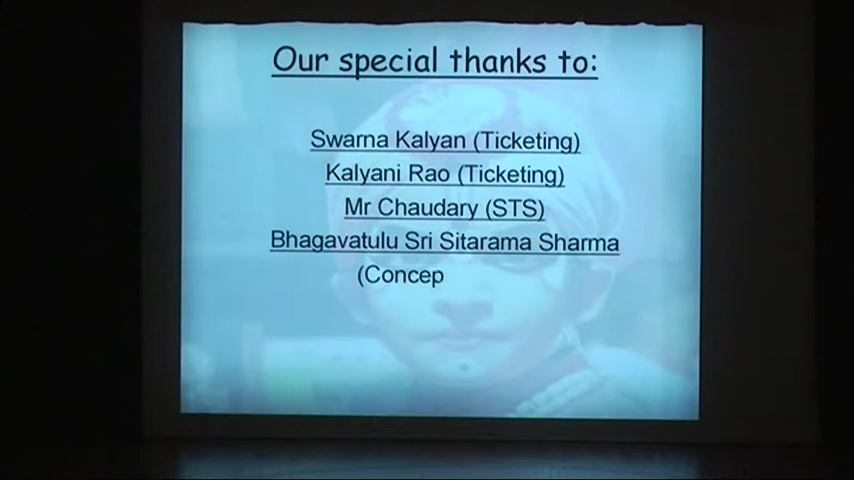 Our special thanks to:
Swarna Kalyan (Ticketing)
Kalyani Rao (Ticketing)
Mr Chaudary (STS)
Bhagavatulu Sri Sitarama Sharma
(Concep